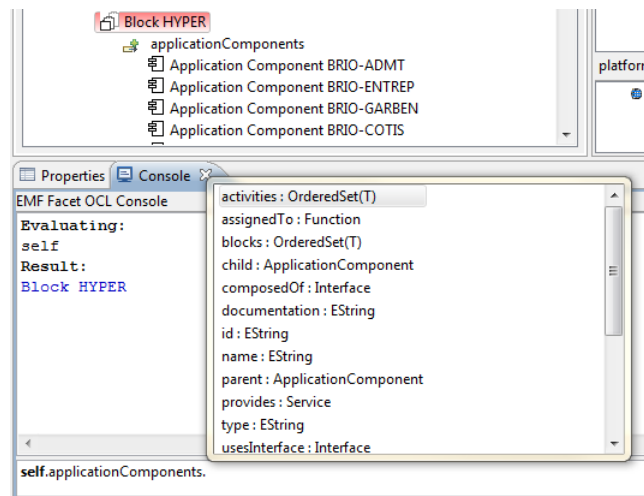 Block HYPER
applicationComponents
Application Component BRIO-ADMT
Application Component BRIO-ENTREP
Application Component BRIO-GARBEN
Application Component BRIO-COTIS
platforn
Properties
Console
EMF Facet OCL Console
Evaluating:
self
Result:
Block HYPER
activities : OrderedSet(T)
assignedTo : Function
blocks : OrderedSet(T)
child : ApplicationComponent
composedOf : Interface
documentation : EString
id : EString
name : EString
parent : ApplicationComponent
provides : Service
type : EString
usesInterface : Interface
self.applicationComponents.